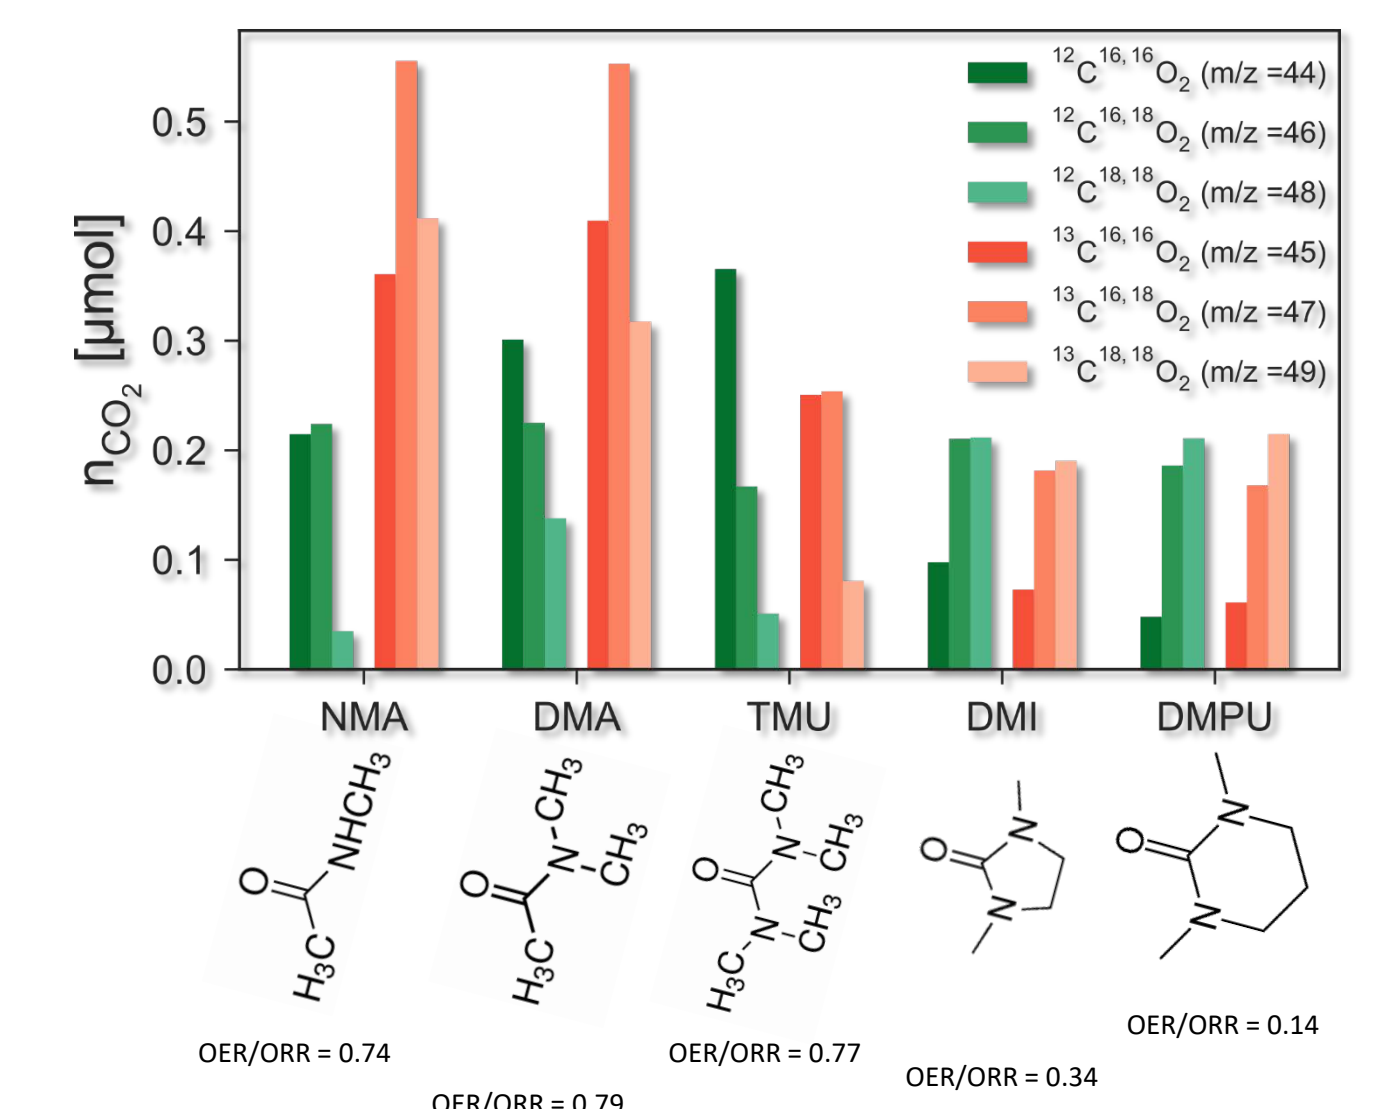 ¹²C¹⁶,¹⁶O₂ (m/z =44)
¹²C¹⁶,¹⁸O₂ (m/z =46)
¹²C¹⁸,¹⁸O₂ (m/z =48)
¹³C¹⁶,¹⁶O₂ (m/z =45)
¹³C¹⁶,¹⁸O₂ (m/z =47)
¹³C¹⁸,¹⁸O₂ (m/z =49)
nCO₂ [µmol]
0.5
0.4
0.3
0.2
0.1
0.0
NMA DMA TMU DMI DMPU
O NHCH₃ H₃C
O N CH₃ CH₃ H₃C
O N CH₃ CH₃ N CH₃ H₃C
O N N
O N N
OER/ORR = 0.74
OER/ORR = 0.79
OER/ORR = 0.77
OER/ORR = 0.34
OER/ORR = 0.14